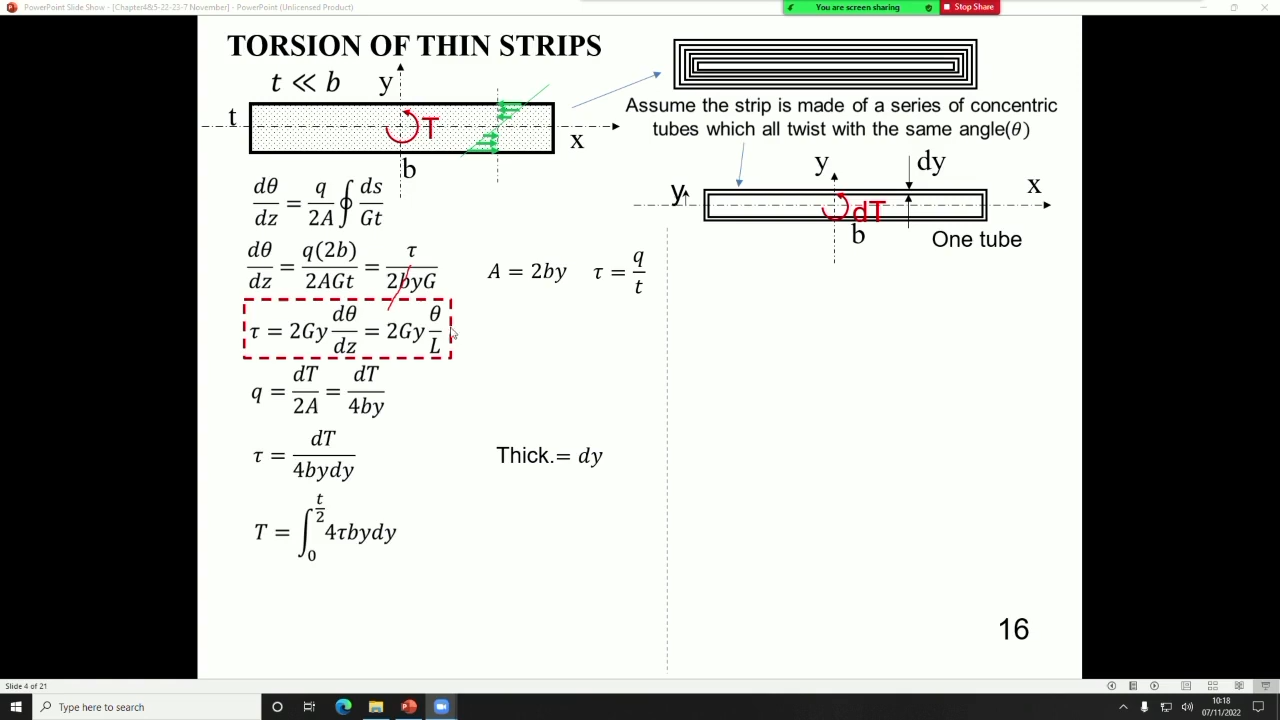 PowerPoint Slide Show - [Chapter4&5-22-23-7 November] - PowerPoint (Unlicensed Product)
You are screen sharing
Stop Share
TORSION OF THIN STRIPS
t ≪ b
y
t
T
x
b
Assume the strip is made of a series of concentric
tubes which all twist with the same angle(θ)
y
dy
x
y
dT
b
One tube
dθ/dz = q/2A ∮ ds/Gt
dθ/dz = q(2b)/2AGt = τ/2byG
A = 2by τ = q/t
τ = 2Gy dθ/dz = 2Gy θ/L
q = dT/2A = dT/4by
τ = dT/4bydy
Thick.= dy
T = ∫₀^(t/2) 4τbydy
16
Slide 4 of 21
Type here to search
10:18
07/11/2022